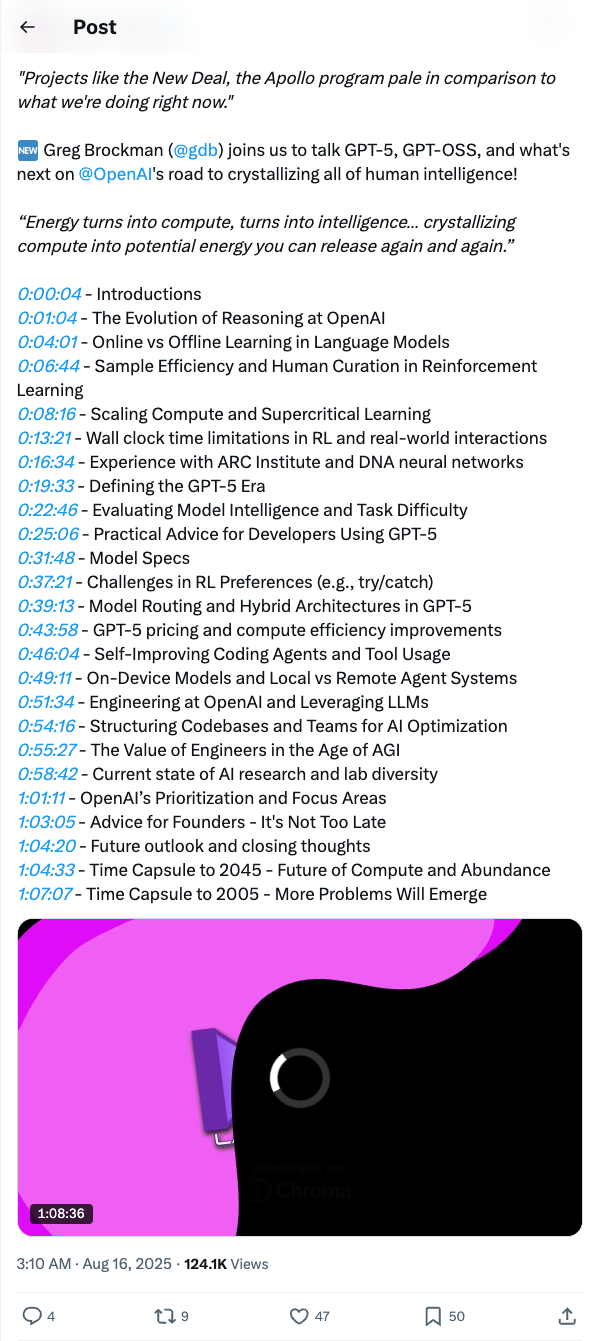 Post
"Projects like the New Deal, the Apollo program pale in comparison to
what we're doing right now."
NEW Greg Brockman (@gdb) joins us to talk GPT-5, GPT-OSS, and what's
next on @OpenAI's road to crystallizing all of human intelligence!
“Energy turns into compute, turns into intelligence... crystallizing
compute into potential energy you can release again and again.”
0:00:04 - Introductions
0:01:04 - The Evolution of Reasoning at OpenAI
0:04:01 - Online vs Offline Learning in Language Models
0:06:44 - Sample Efficiency and Human Curation in Reinforcement
Learning
0:08:16 - Scaling Compute and Supercritical Learning
0:13:21 - Wall clock time limitations in RL and real-world interactions
0:16:34 - Experience with ARC Institute and DNA neural networks
0:19:33 - Defining the GPT-5 Era
0:22:46 - Evaluating Model Intelligence and Task Difficulty
0:25:06 - Practical Advice for Developers Using GPT-5
0:31:48 - Model Specs
0:37:21 - Challenges in RL Preferences (e.g., try/catch)
0:39:13 - Model Routing and Hybrid Architectures in GPT-5
0:43:58 - GPT-5 pricing and compute efficiency improvements
0:46:04 - Self-Improving Coding Agents and Tool Usage
0:49:11 - On-Device Models and Local vs Remote Agent Systems
0:51:34 - Engineering at OpenAI and Leveraging LLMs
0:54:16 - Structuring Codebases and Teams for AI Optimization
0:55:27 - The Value of Engineers in the Age of AGI
0:58:42 - Current state of AI research and lab diversity
1:01:11 - OpenAI’s Prioritization and Focus Areas
1:03:05 - Advice for Founders - It's Not Too Late
1:04:20 - Future outlook and closing thoughts
1:04:33 - Time Capsule to 2045 - Future of Compute and Abundance
1:07:07 - Time Capsule to 2005 - More Problems Will Emerge
Chroma
1:08:36
3:10 AM · Aug 16, 2025 · 124.1K Views
4 9 47 50